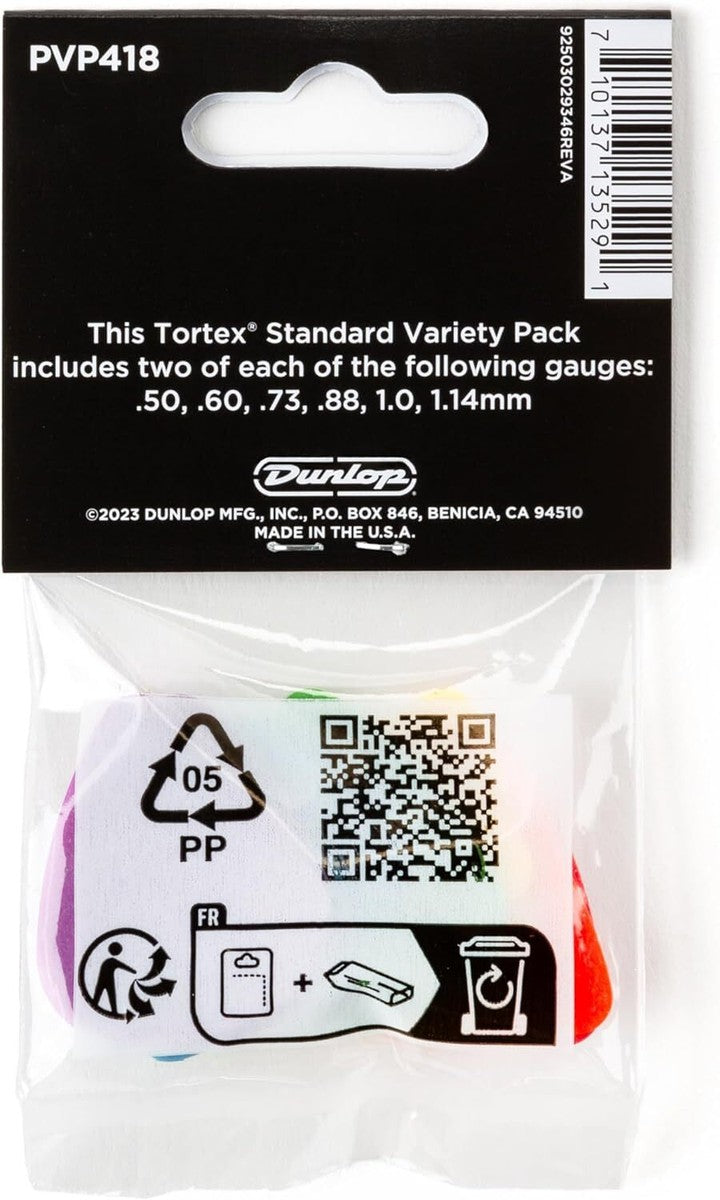 PVP418
92503029346REVA
7 10137 13529 1
This Tortex® Standard Variety Pack
includes two of each of the following gauges:
.50, .60, .73, .88, 1.0, 1.14mm
Dunlop
©2023 DUNLOP MFG., INC., P.O. BOX 846, BENICIA, CA 94510
MADE IN THE U.S.A.
05
PP
FR
+